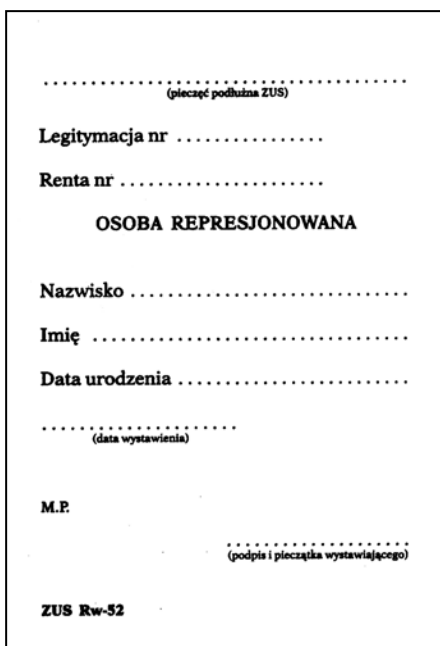 .......................................
(pieczęć podłużna ZUS)
Legitymacja nr ................
Renta nr ......................
OSOBA REPRESJONOWANA
Nazwisko ..............................
Imię ..................................
Data urodzenia .........................
.....................
(data wystawienia)
M.P.
....................
(podpis i pieczątka wystawiającego)
ZUS Rw-52